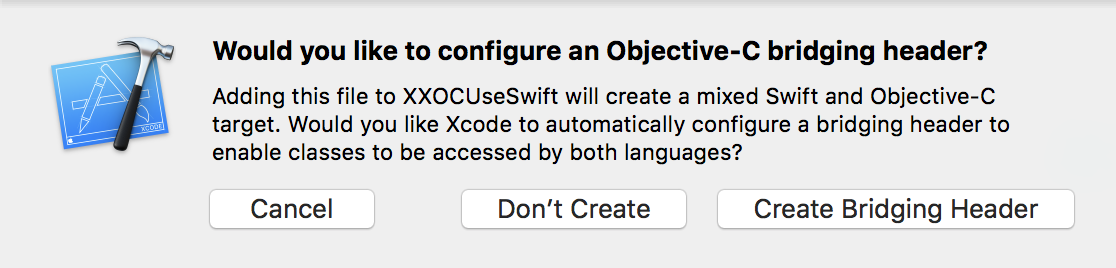 Would you like to configure an Objective-C bridging header?
Adding this file to XXOCUseSwift will create a mixed Swift and Objective-C
target. Would you like Xcode to automatically configure a bridging header to
enable classes to be accessed by both languages?
XCODE
Cancel
Don’t Create
Create Bridging Header